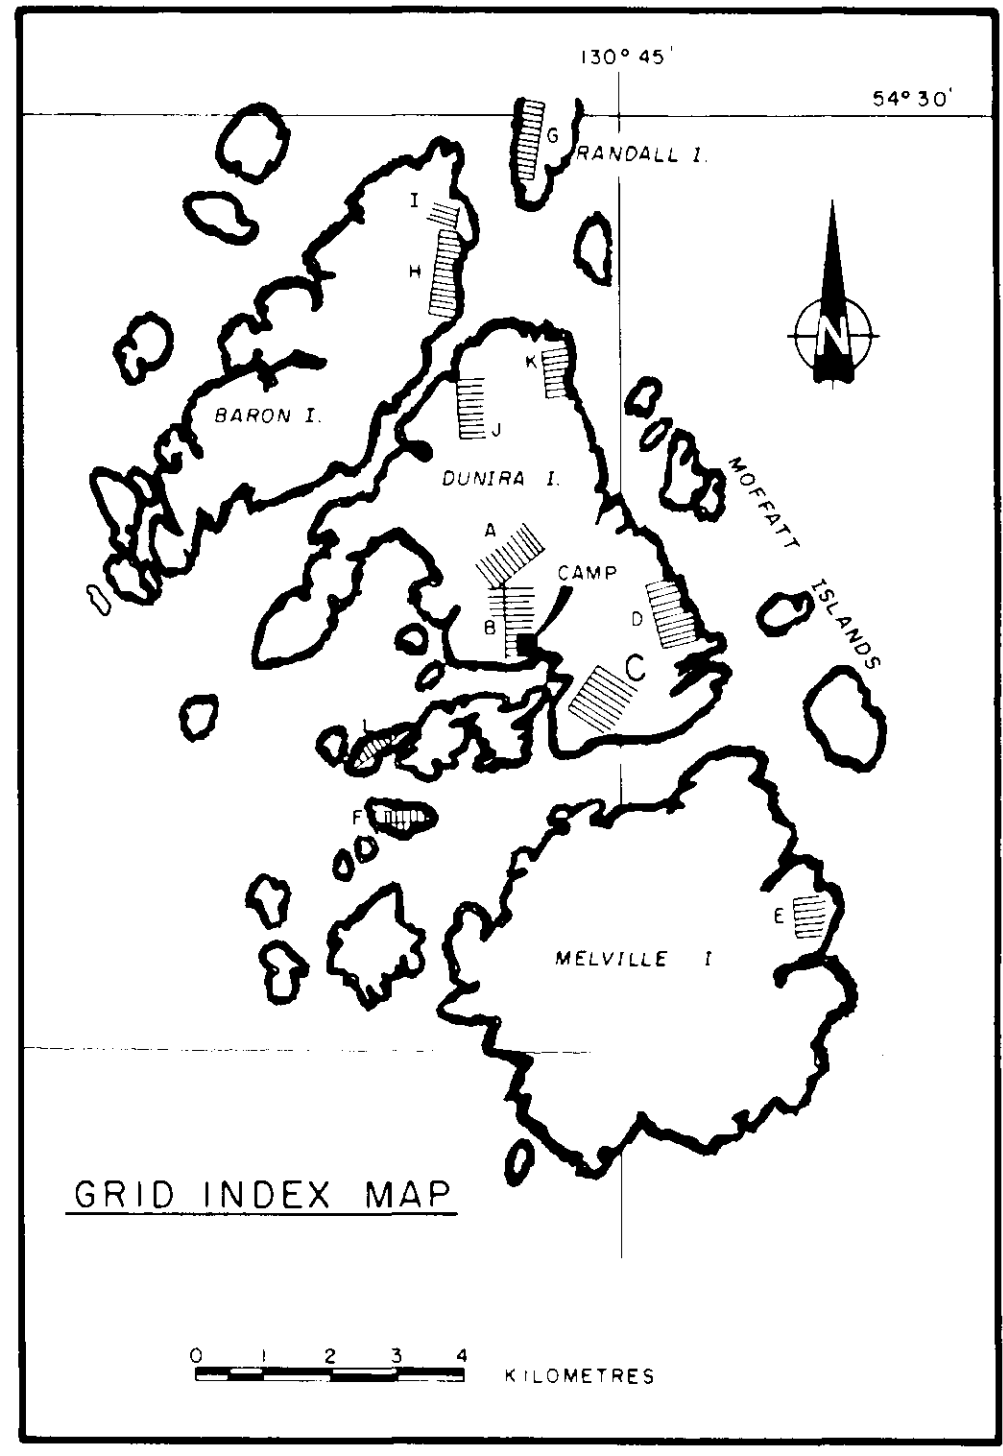 130° 45'
54° 30'
G
RANDALL I.
I
H
N
K
BARON I.
J
DUNIRA I.
MOFFATT ISLANDS
A
CAMP
B
D
C
L
F
E
MELVILLE I
GRID INDEX MAP
0 1 2 3 4
KILOMETRES